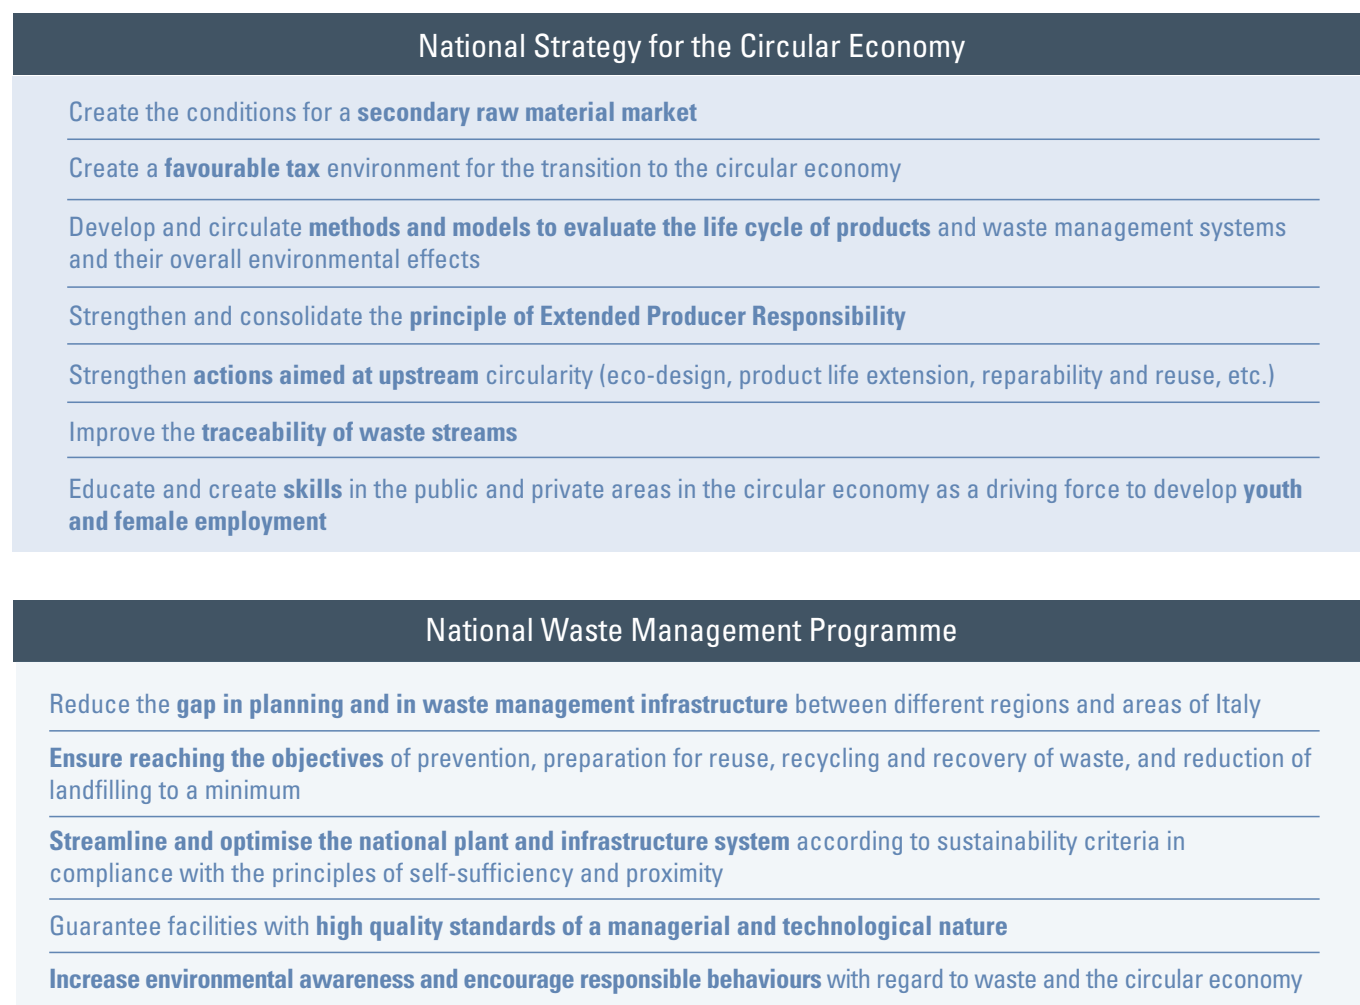 National Strategy for the Circular Economy
Create the conditions for a secondary raw material market
Create a favourable tax environment for the transition to the circular economy
Develop and circulate methods and models to evaluate the life cycle of products and waste management systems
and their overall environmental effects
Strengthen and consolidate the principle of Extended Producer Responsibility
Strengthen actions aimed at upstream circularity (eco-design, product life extension, reparability and reuse, etc.)
Improve the traceability of waste streams
Educate and create skills in the public and private areas in the circular economy as a driving force to develop youth
and female employment
National Waste Management Programme
Reduce the gap in planning and in waste management infrastructure between different regions and areas of Italy
Ensure reaching the objectives of prevention, preparation for reuse, recycling and recovery of waste, and reduction of
landfilling to a minimum
Streamline and optimise the national plant and infrastructure system according to sustainability criteria in
compliance with the principles of self-sufficiency and proximity
Guarantee facilities with high quality standards of a managerial and technological nature
Increase environmental awareness and encourage responsible behaviours with regard to waste and the circular economy